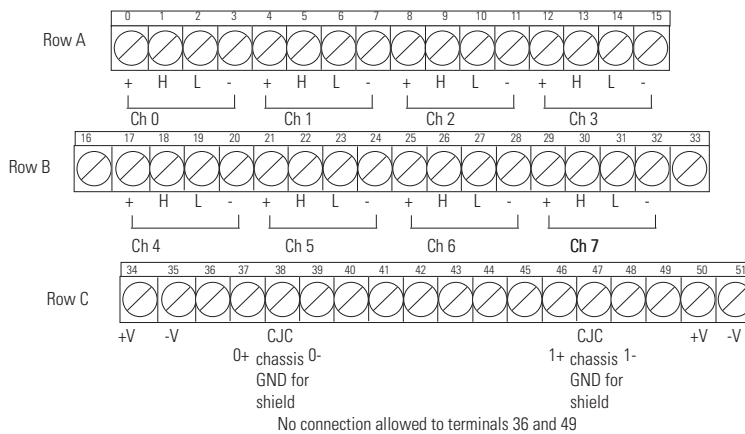 0 1 2 3 4 5 6 7 8 9 10 11 12 13 14 15
Row A
+ H L - + H L - + H L - + H L -
Ch 0 Ch 1 Ch 2 Ch 3
16 17 18 19 20 21 22 23 24 25 26 27 28 29 30 31 32 33
Row B
+ H L - + H L - + H L - + H L -
Ch 4 Ch 5 Ch 6 Ch 7
34 35 36 37 38 39 40 41 42 43 44 45 46 47 48 49 50 51
Row C
+V -V CJC CJC +V -V
0+ chassis 0- 1+ chassis 1-
GND for GND for
shield shield
No connection allowed to terminals 36 and 49